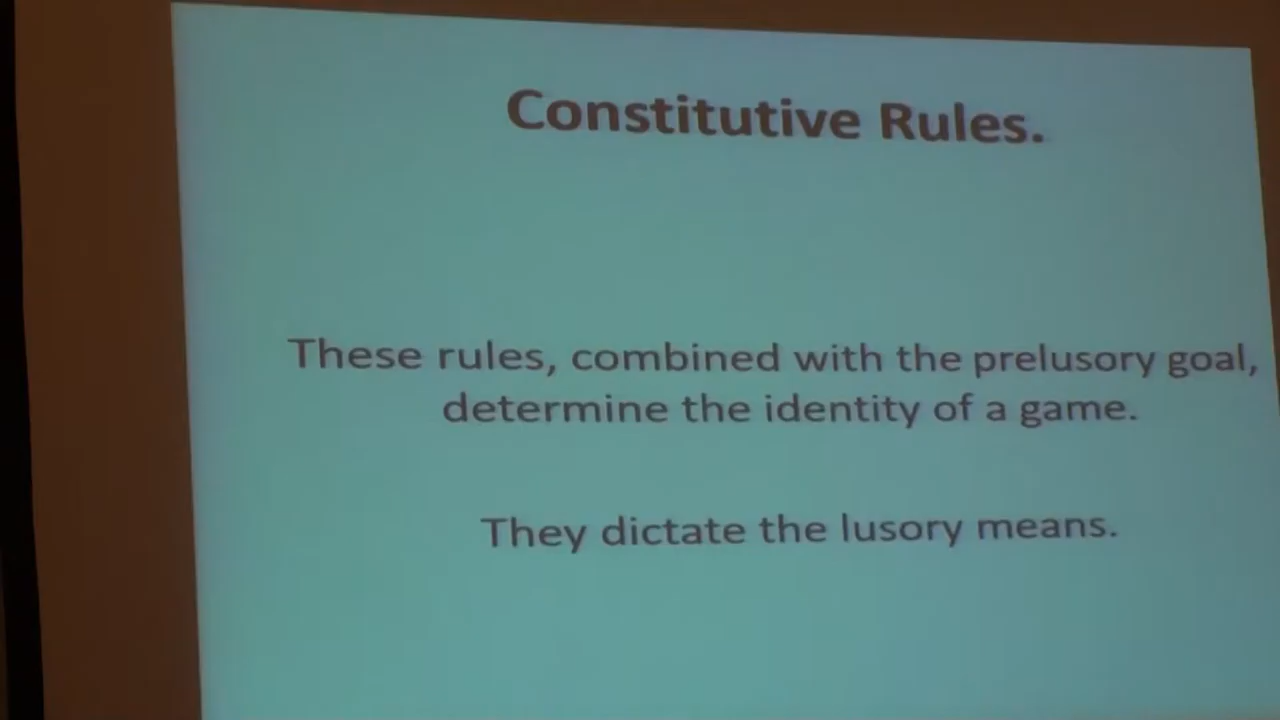 Constitutive Rules.
These rules, combined with the prelusory goal,
determine the identity of a game.
They dictate the lusory means.